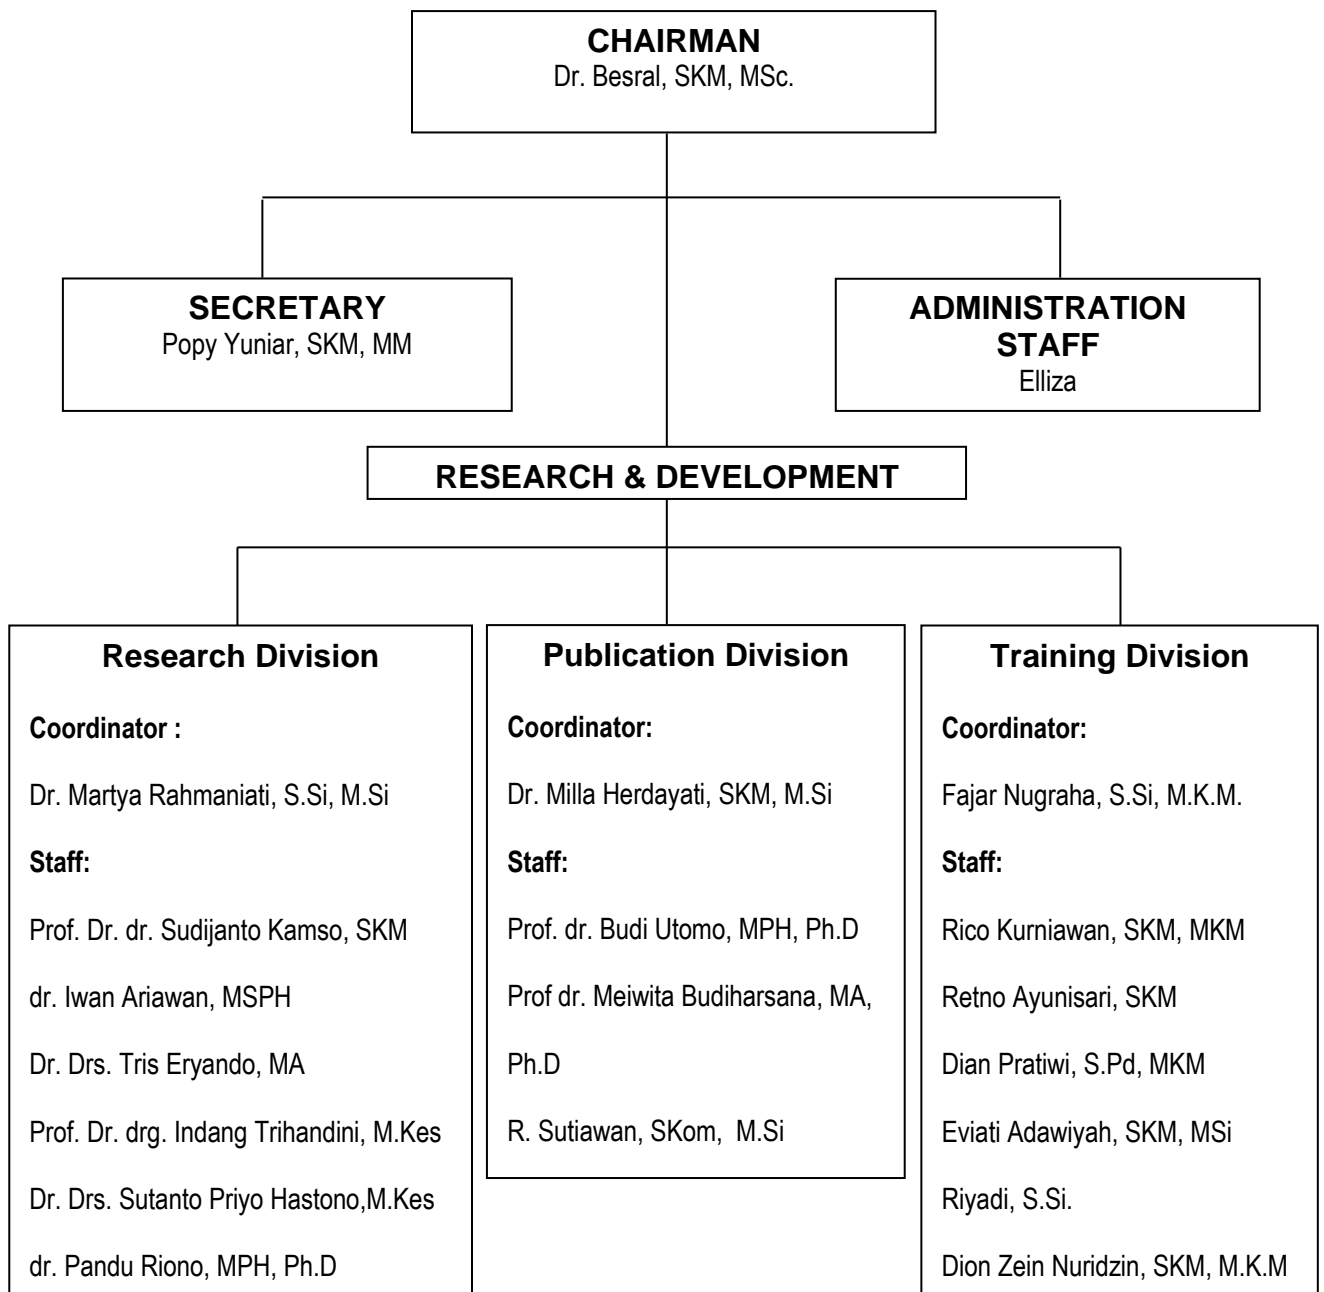 CHAIRMAN
Dr. Besral, SKM, MSc.
SECRETARY
Popy Yuniar, SKM, MM
ADMINISTRATION
STAFF
Elliza
RESEARCH & DEVELOPMENT
Research Division
Coordinator :
Dr. Martya Rahmaniati, S.Si, M.Si
Staff:
Prof. Dr. dr. Sudijanto Kamso, SKM
dr. Iwan Ariawan, MSPH
Dr. Drs. Tris Eryando, MA
Prof. Dr. drg. Indang Trihandini, M.Kes
Dr. Drs. Sutanto Priyo Hastono,M.Kes
dr. Pandu Riono, MPH, Ph.D
Publication Division
Coordinator:
Dr. Milla Herdayati, SKM, M.Si
Staff:
Prof. dr. Budi Utomo, MPH, Ph.D
Prof dr. Meiwita Budiharsana, MA,
Ph.D
R. Sutiawan, SKom,  M.Si
Training Division
Coordinator:
Fajar Nugraha, S.Si, M.K.M.
Staff:
Rico Kurniawan, SKM, MKM
Retno Ayunisari, SKM
Dian Pratiwi, S.Pd, MKM
Eviati Adawiyah, SKM, MSi
Riyadi, S.Si.
Dion Zein Nuridzin, SKM, M.K.M